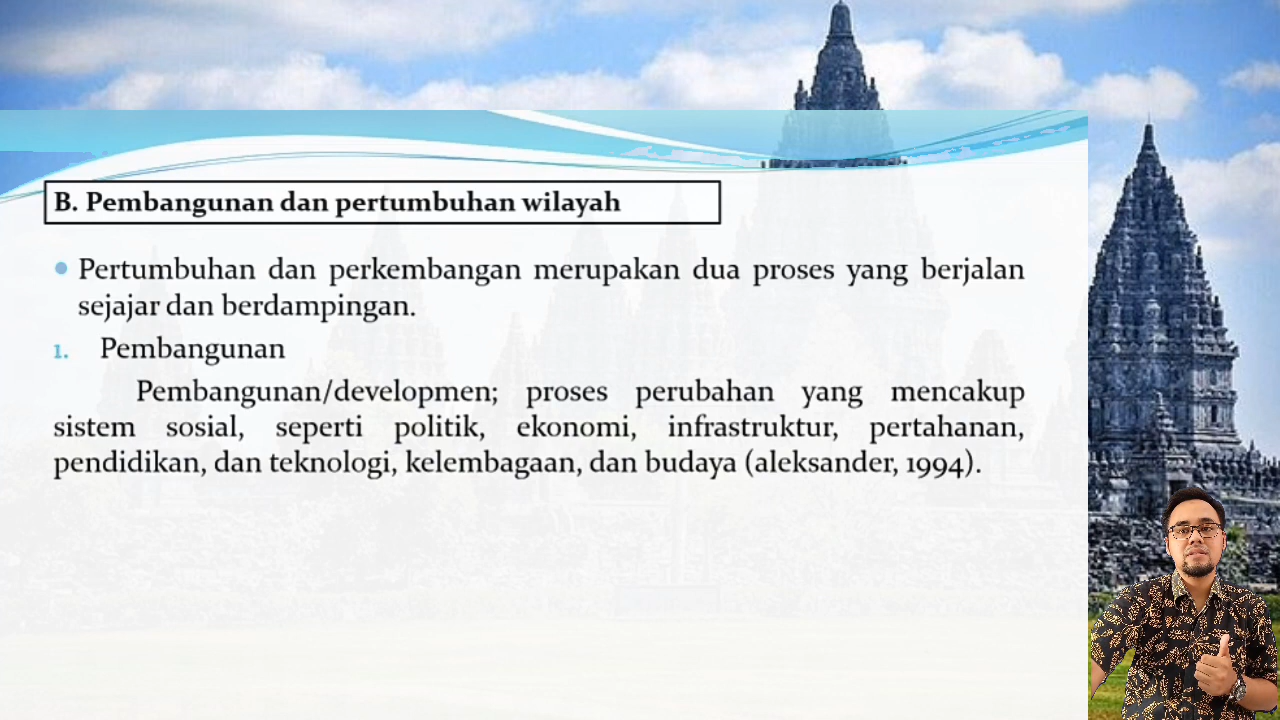 B. Pembangunan dan pertumbuhan wilayah
Pertumbuhan dan perkembangan merupakan dua proses yang berjalan
sejajar dan berdampingan.
1. Pembangunan
Pembangunan/developmen; proses perubahan yang mencakup
sistem sosial, seperti politik, ekonomi, infrastruktur, pertahanan,
pendidikan, dan teknologi, kelembagaan, dan budaya (aleksander, 1994).